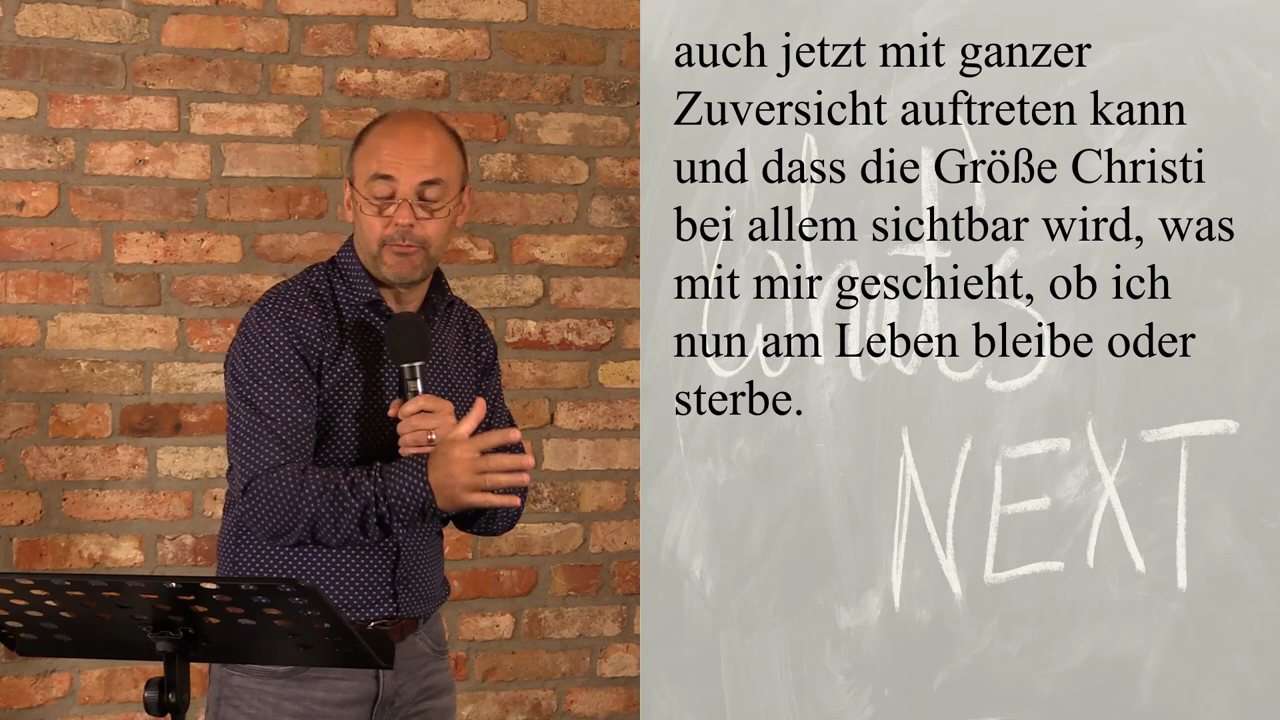 auch jetzt mit ganzer
Zuversicht auftreten kann
und dass die Größe Christi
bei allem sichtbar wird, was
mit mir geschieht, ob ich
nun am Leben bleibe oder
sterbe.
What's
NEXT